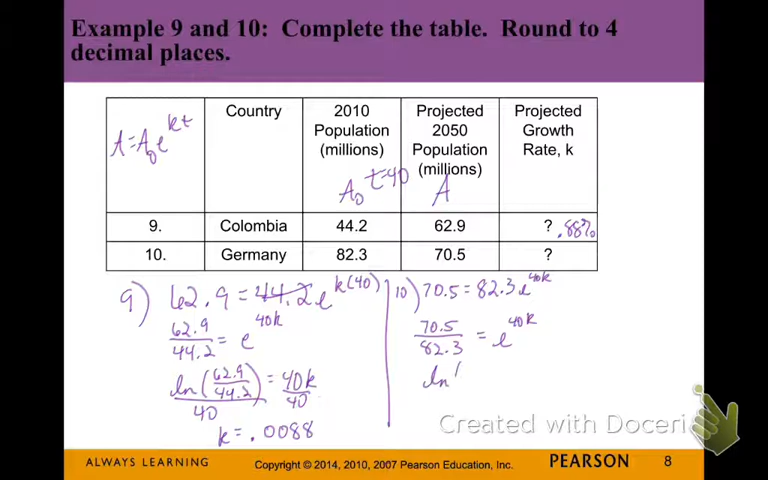 Example 9 and 10: Complete the table. Round to 4
decimal places.
A=A₀e^kt
Country
2010
Population
(millions)
A₀ t=40
Projected
2050
Population
(millions)
A
Projected
Growth
Rate, k
9. Colombia 44.2 62.9 ? .88%
10. Germany 82.3 70.5 ?
9) 62.9 = 44.2 e^k(40)
62.9/44.2 = e^40k
ln(62.9/44.2)/40 = 40k/40
k = .0088
10) 70.5 = 82.3 e^40k
70.5/82.3 = e^40k
ln(
Created with Doceri
ALWAYS LEARNING
Copyright © 2014, 2010, 2007 Pearson Education, Inc.
PEARSON
8